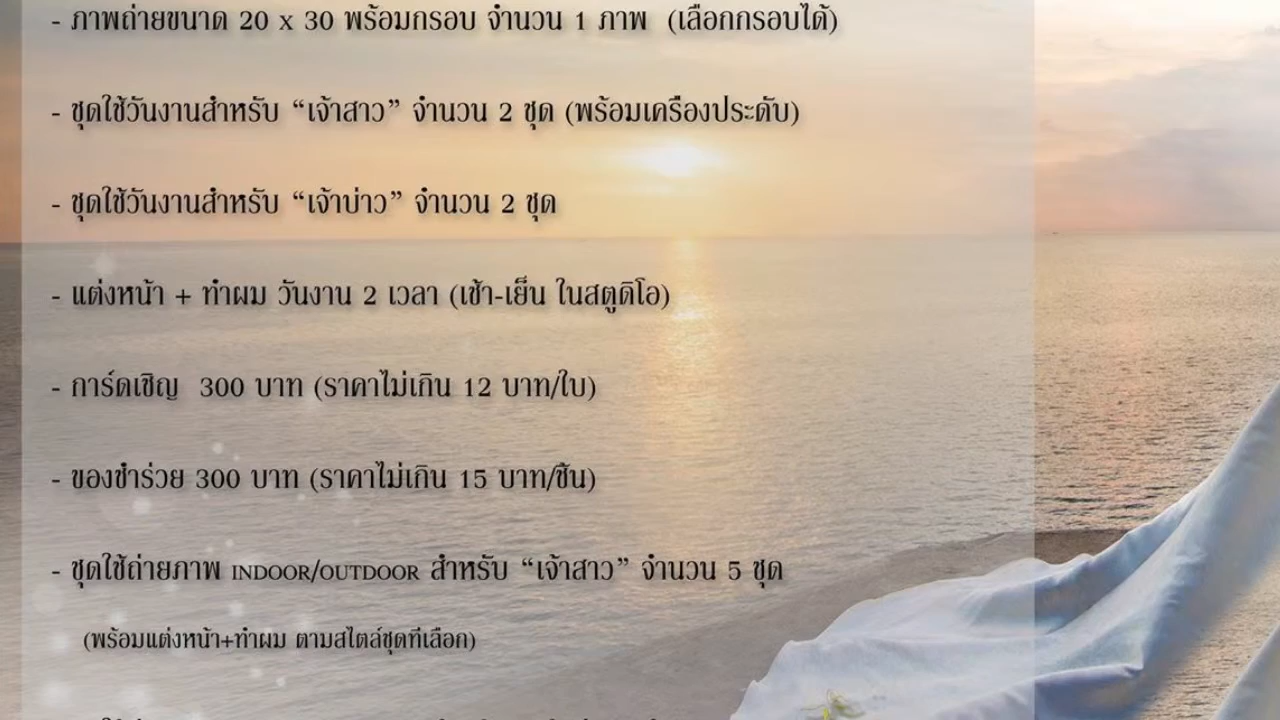 - ภาพถ่ายขนาด 20 x 30 พร้อมกรอบ จำนวน 1 ภาพ (เลือกกรอบได้)
- ชุดใช้วันงานสำหรับ “เจ้าสาว” จำนวน 2 ชุด (พร้อมเครื่องประดับ)
- ชุดใช้วันงานสำหรับ “เจ้าบ่าว” จำนวน 2 ชุด
- แต่งหน้า + ทำผม วันงาน 2 เวลา (เช้า-เย็น ในสตูดิโอ)
- การ์ดเชิญ 300 บาท (ราคาไม่เกิน 12 บาท/ใบ)
- ของชำร่วย 300 บาท (ราคาไม่เกิน 15 บาท/ชิ้น)
- ชุดใช้ถ่ายภาพ INDOOR/OUTDOOR สำหรับ “เจ้าสาว” จำนวน 5 ชุด
(พร้อมแต่งหน้า+ทำผม ตามสไตล์ชุดที่เลือก)